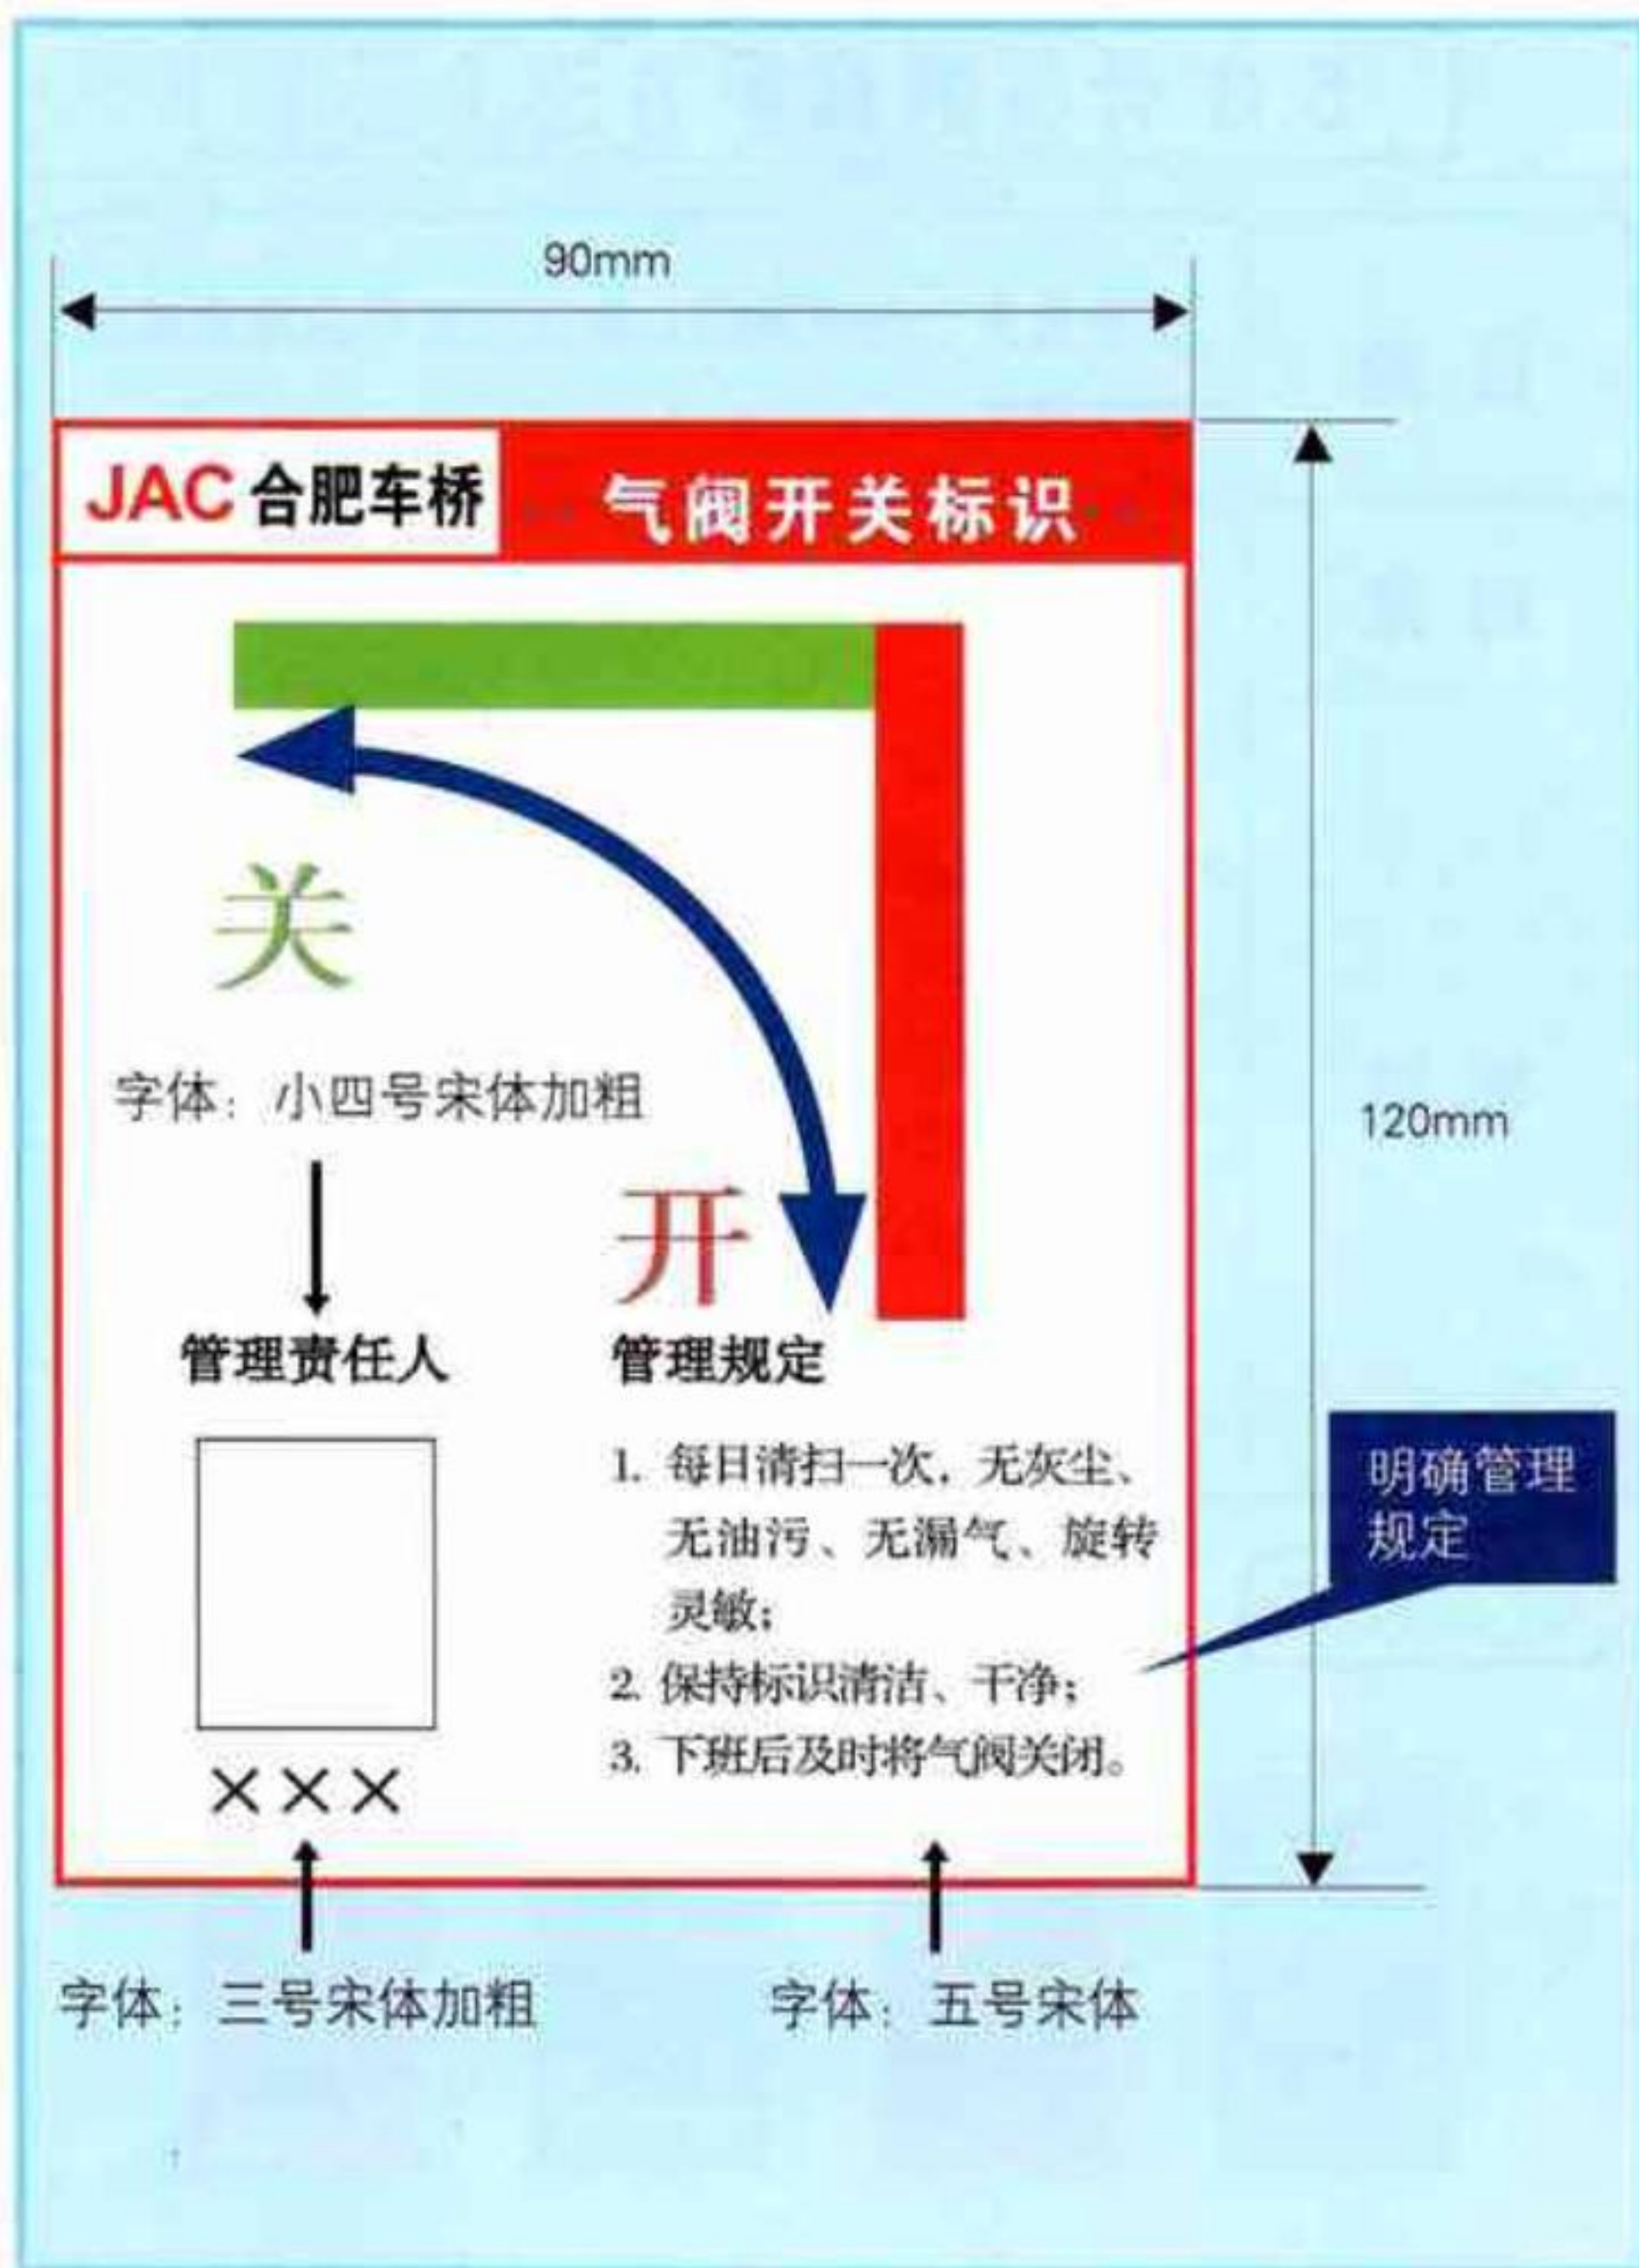 90mm
JAC 合肥车桥
气阀开关标识
关
字体：小四号宋体加粗
120mm
开
管理责任人
管理规定
1. 每日清扫一次，无灰尘、
无油污、无漏气、旋转
灵敏；
2. 保持标识清洁、干净；
3. 下班后及时将气阀关闭。
明确管理
规定
×××
字体：三号宋体加粗
字体：五号宋体